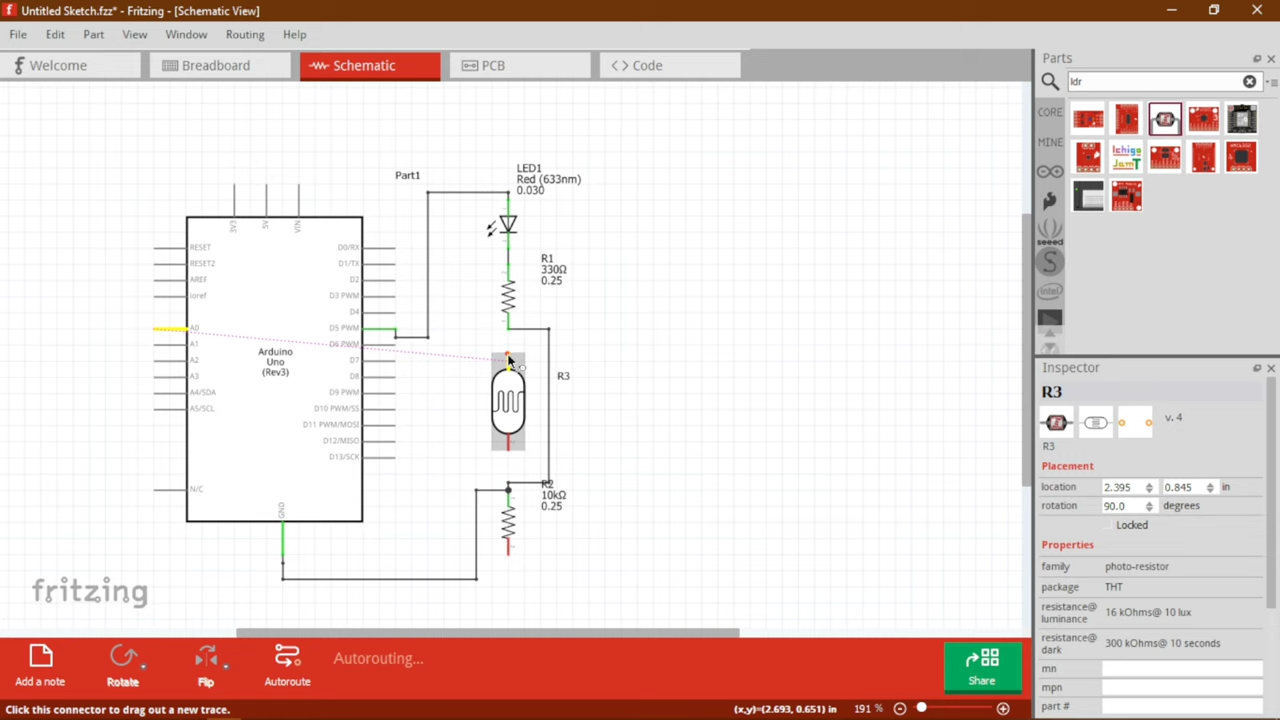 Untitled Sketch.fzz* - Fritzing - [Schematic View]
File Edit Part View Window Routing Help
Welcome
Breadboard
Schematic
PCB
Code
Part1
LED1
Red (633nm)
0.030
3V3
5V
VIN
RESET
RESET2
AREF
ioref
A0
A1
A2
A3
A4/SDA
A5/SCL
N/C
D0/RX
D1/TX
D2
D3 PWM
D4
D5 PWM
D6 PWM
D7
D8
D9 PWM
D10 PWM/SS
D11 PWM/MOSI
D12/MISO
D13/SCK
GND
Arduino
Uno
(Rev3)
R1
330Ω
0.25
R3
R2
10kΩ
0.25
fritzing
Parts
ldr
CORE
MINE
seeed
S
intel
Ichigo
JamT
Inspector
R3
v. 4
R3
Placement
location 2.395 0.845 in
rotation 90.0 degrees
Locked
Properties
family photo-resistor
package THT
resistance@
luminance 16 kOhms@ 10 lux
resistance@
dark 300 kOhms@ 10 seconds
mn
mpn
part #
Add a note
Rotate
Flip
Autoroute
Autorouting...
Share
Click this connector to drag out a new trace.
(x,y)=(2.693, 0.651) in 191 %